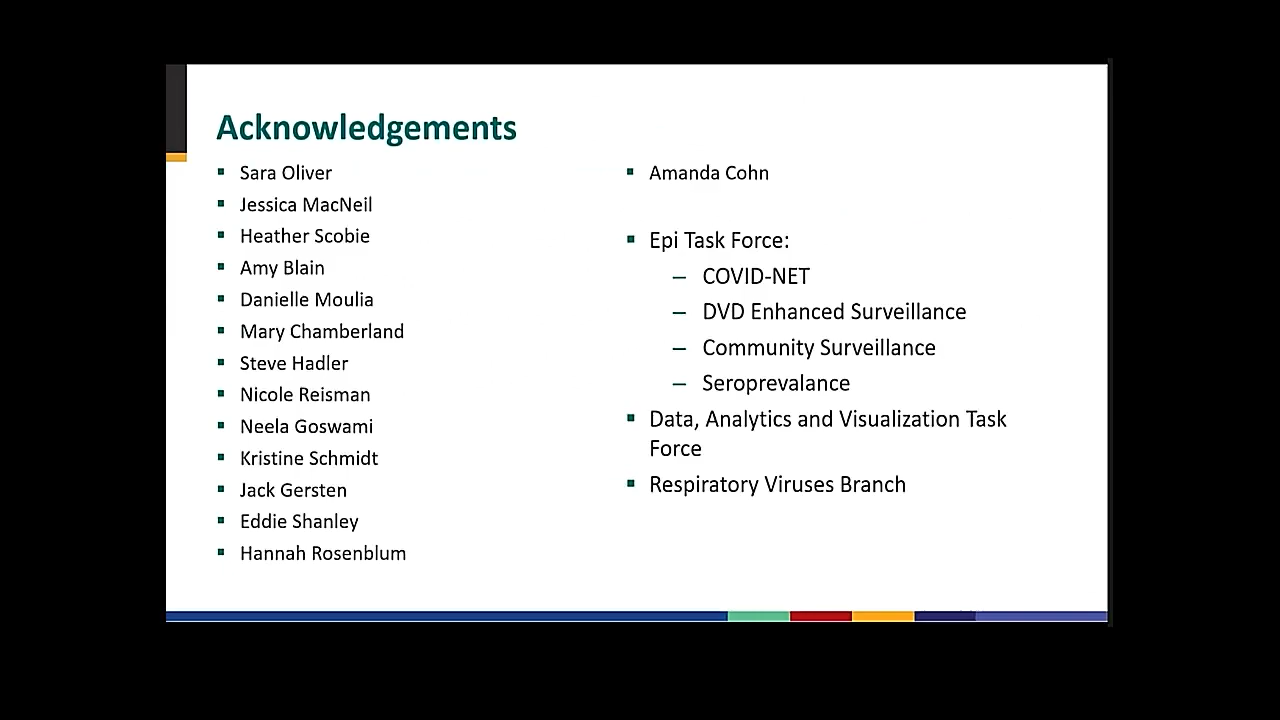 Acknowledgements
Sara Oliver
Jessica MacNeil
Heather Scobie
Amy Blain
Danielle Moulia
Mary Chamberland
Steve Hadler
Nicole Reisman
Neela Goswami
Kristine Schmidt
Jack Gersten
Eddie Shanley
Hannah Rosenblum
Amanda Cohn
Epi Task Force:
– COVID-NET
– DVD Enhanced Surveillance
– Community Surveillance
– Seroprevalance
Data, Analytics and Visualization Task
Force
Respiratory Viruses Branch